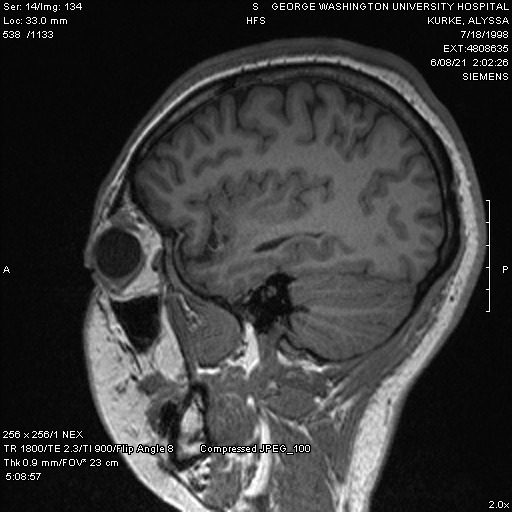 Ser: 14/Img: 134
Loc: 33.0 mm
538 /1133
S GEORGE WASHINGTON UNIVERSITY HOSPITAL
HFS KURKE, ALYSSA
7/18/1998
EXT:4808635
6/08/21 2:02:26
SIEMENS
A
P
256 x 256/1 NEX
TR 1800/TE 2.3/TI 900/Flip Angle 8
Compressed JPEG_100
Thk 0.9 mm/FOV* 23 cm
5:08:57
2.0x